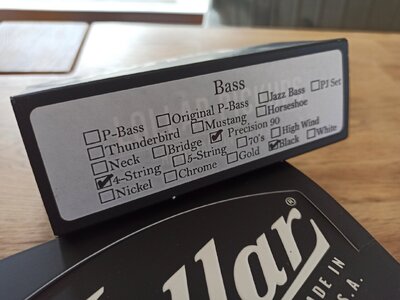 Bass
☐P-Bass ☐Original P-Bass ☐Jazz Bass ☐PJ Set
☐Thunderbird ☐Mustang ☐Horseshoe
☐Neck ☐Bridge ☑Precision 90
☑4-String ☐5-String ☐70's ☐High Wind
☐Nickel ☐Chrome ☐Gold ☑Black ☐White
llar®
MADE IN
S.A.